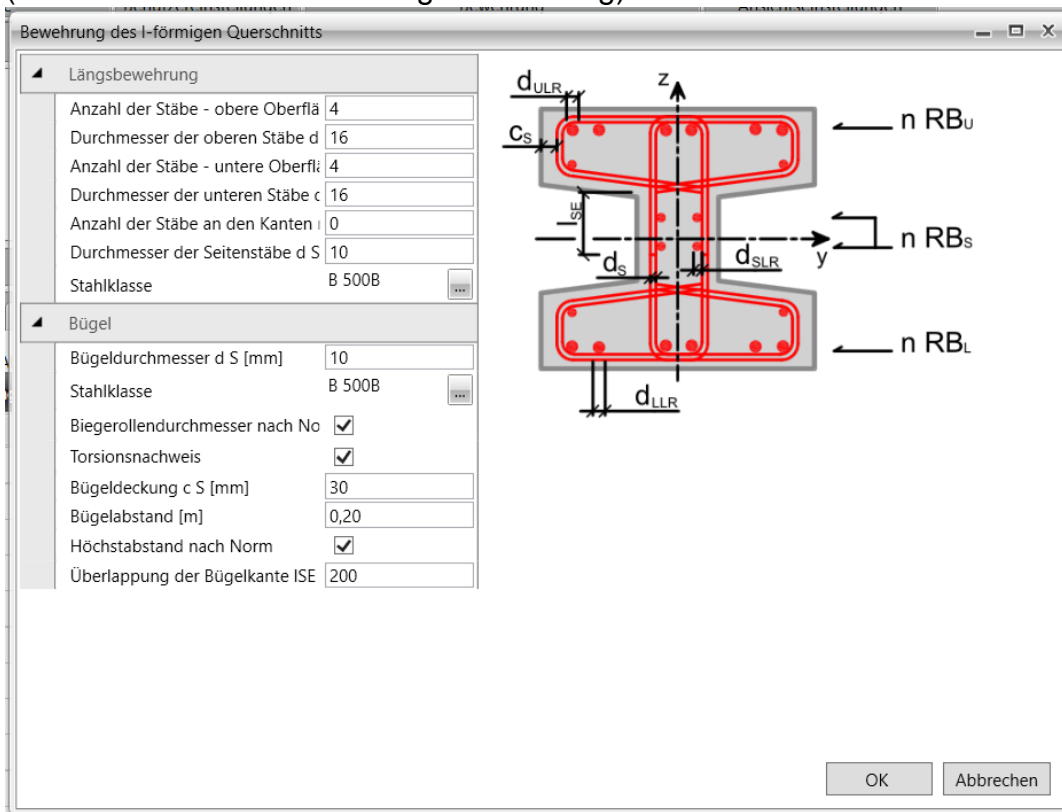 Bewehrung des I-förmigen Querschnitts
Längsbewehrung
Anzahl der Stäbe - obere Oberflä 4
Durchmesser der oberen Stäbe d 16
Anzahl der Stäbe - untere Oberflä 4
Durchmesser der unteren Stäbe 16
Anzahl der Stäbe an den Kanten 0
Durchmesser der Seitenstäbe d S 10
Stahlklasse B 500B ...
Bügel
Bügeldurchmesser d S [mm] 10
Stahlklasse B 500B ...
Biegerollendurchmesser nach No
Torsionsnachweis
Bügeldeckung c S [mm] 30
Bügelabstand [m] 0,20
Höchstabstand nach Norm
Überlappung der Bügelkante lSE 200
dULR
z
n RBU
cS
lSE
n RBS
dS
dSLR
y
n RBL
dLLR
OK Abbrechen